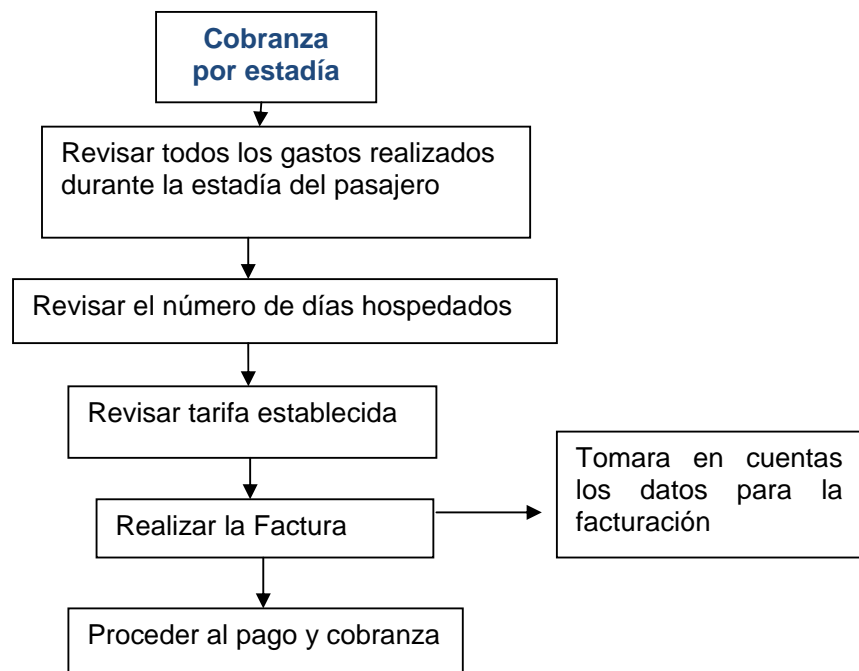 Cobranza
por estadía
Revisar todos los gastos realizados
durante la estadía del pasajero
Revisar el número de días hospedados
Revisar tarifa establecida
Tomara en cuentas
los datos para la
facturación
Realizar la Factura
Proceder al pago y cobranza